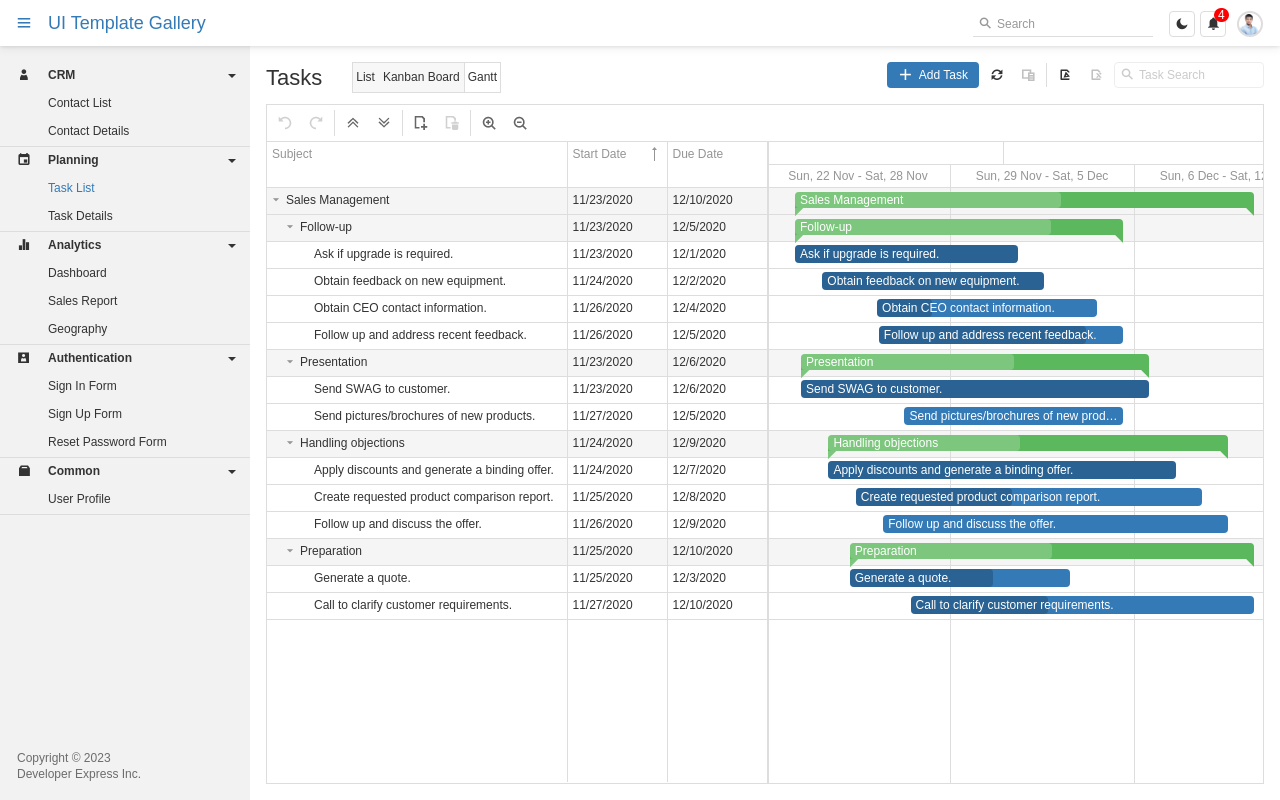 UI Template Gallery
Search
4
CRM
Contact List
Contact Details
Planning
Task List
Task Details
Analytics
Dashboard
Sales Report
Geography
Authentication
Sign In Form
Sign Up Form
Reset Password Form
Common
User Profile
Copyright © 2023
Developer Express Inc.
Tasks
List Kanban Board Gantt
Add Task
Task Search
Subject Start Date Due Date
Sun, 22 Nov - Sat, 28 Nov Sun, 29 Nov - Sat, 5 Dec Sun, 6 Dec - Sat, 12
Sales Management 11/23/2020 12/10/2020 Sales Management
Follow-up 11/23/2020 12/5/2020 Follow-up
Ask if upgrade is required. 11/23/2020 12/1/2020 Ask if upgrade is required.
Obtain feedback on new equipment. 11/24/2020 12/2/2020 Obtain feedback on new equipment.
Obtain CEO contact information. 11/26/2020 12/4/2020 Obtain CEO contact information.
Follow up and address recent feedback. 11/26/2020 12/5/2020 Follow up and address recent feedback.
Presentation 11/23/2020 12/6/2020 Presentation
Send SWAG to customer. 11/23/2020 12/6/2020 Send SWAG to customer.
Send pictures/brochures of new products. 11/27/2020 12/5/2020 Send pictures/brochures of new prod…
Handling objections 11/24/2020 12/9/2020 Handling objections
Apply discounts and generate a binding offer. 11/24/2020 12/7/2020 Apply discounts and generate a binding offer.
Create requested product comparison report. 11/25/2020 12/8/2020 Create requested product comparison report.
Follow up and discuss the offer. 11/26/2020 12/9/2020 Follow up and discuss the offer.
Preparation 11/25/2020 12/10/2020 Preparation
Generate a quote. 11/25/2020 12/3/2020 Generate a quote.
Call to clarify customer requirements. 11/27/2020 12/10/2020 Call to clarify customer requirements.